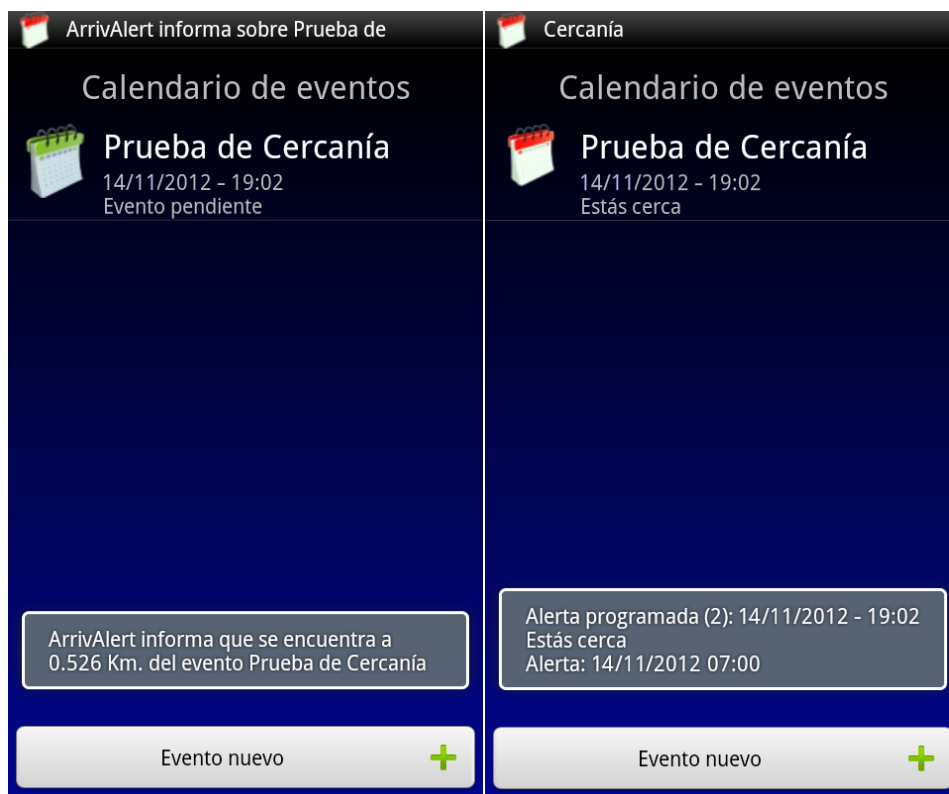 ArrivAlert informa sobre Prueba de
Calendario de eventos
Prueba de Cercanía
14/11/2012 – 19:02
Evento pendiente
ArrivAlert informa que se encuentra a
0.526 Km. del evento Prueba de Cercanía
Evento nuevo
Cercanía
Calendario de eventos
Prueba de Cercanía
14/11/2012 – 19:02
Estás cerca
Alerta programada (2): 14/11/2012 – 19:02
Estás cerca
Alerta: 14/11/2012 07:00
Evento nuevo